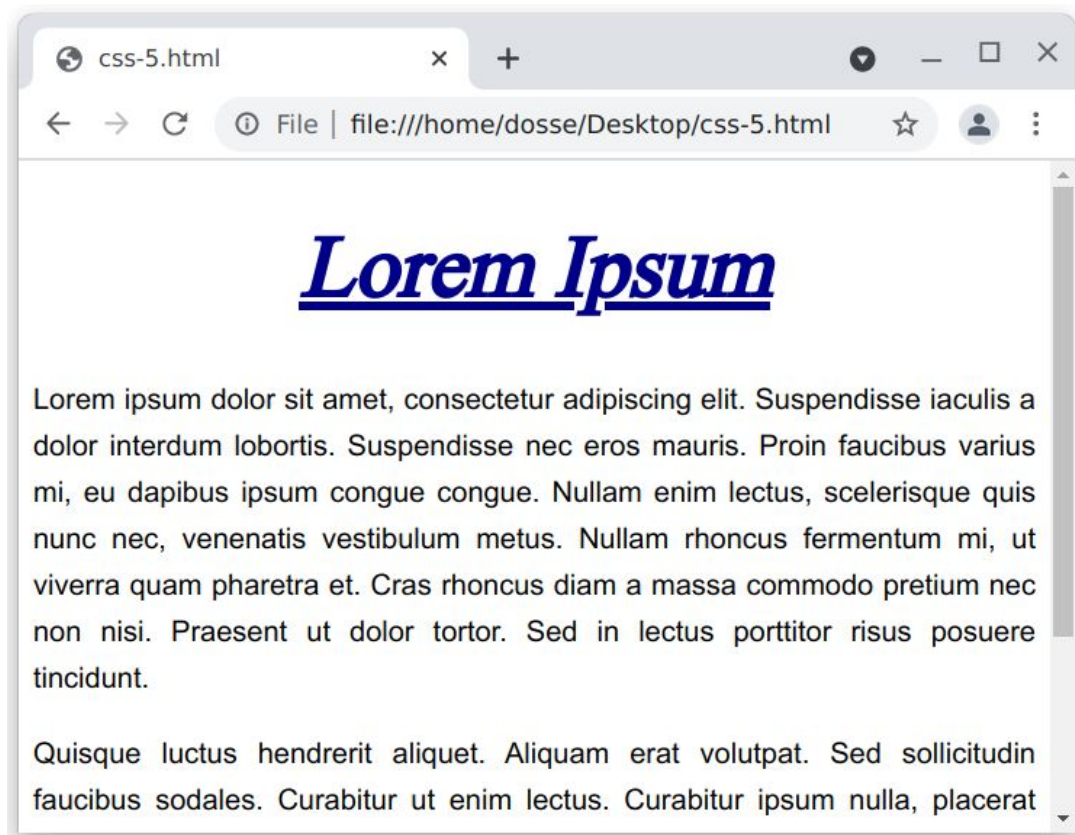 css-5.html
File | file:///home/dosse/Desktop/css-5.html
Lorem Ipsum
Lorem ipsum dolor sit amet, consectetur adipiscing elit. Suspendisse iaculis a
dolor interdum lobortis. Suspendisse nec eros mauris. Proin faucibus varius
mi, eu dapibus ipsum congue congue. Nullam enim lectus, scelerisque quis
nunc nec, venenatis vestibulum metus. Nullam rhoncus fermentum mi, ut
viverra quam pharetra et. Cras rhoncus diam a massa commodo pretium nec
non nisi. Praesent ut dolor tortor. Sed in lectus porttitor risus posuere
tincidunt.
Quisque luctus hendrerit aliquet. Aliquam erat volutpat. Sed sollicitudin
faucibus sodales. Curabitur ut enim lectus. Curabitur ipsum nulla, placerat